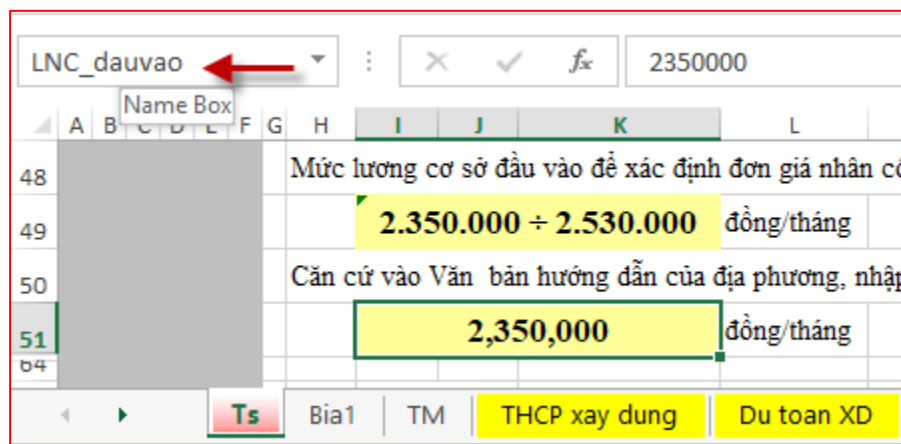 LNC_dauvao fx 2350000
Name Box
A B C D E F G H I J K L
48 Mức lương cơ sở đầu vào để xác định đơn giá nhân
49 2.350.000 ÷ 2.530.000 đồng/tháng
50 Căn cứ vào Văn bản hướng dẫn của địa phương, nhập
51 2,350,000 đồng/tháng
64
Ts Bia1 TM THCP xay dung Du toan XD